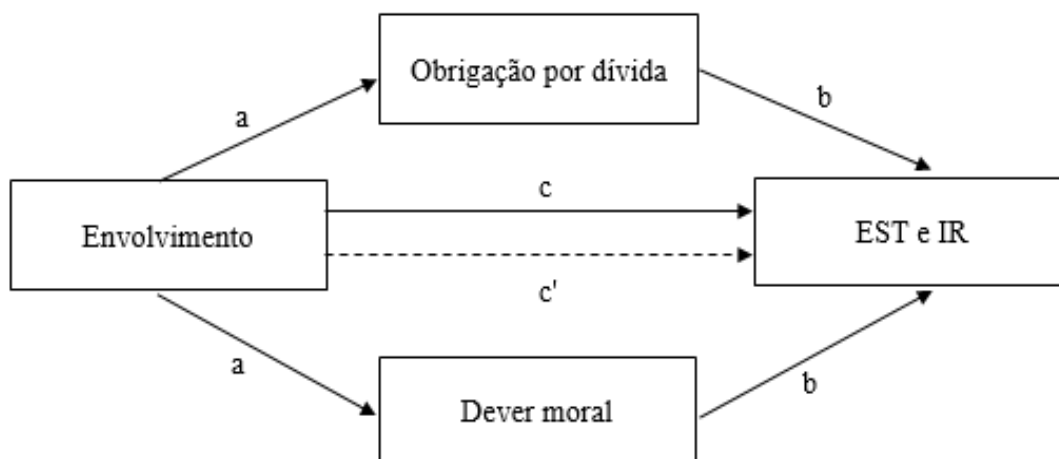 Obrigação por dívida
a
b
c
Envolvimento
EST e IR
c'
a
b
Dever moral